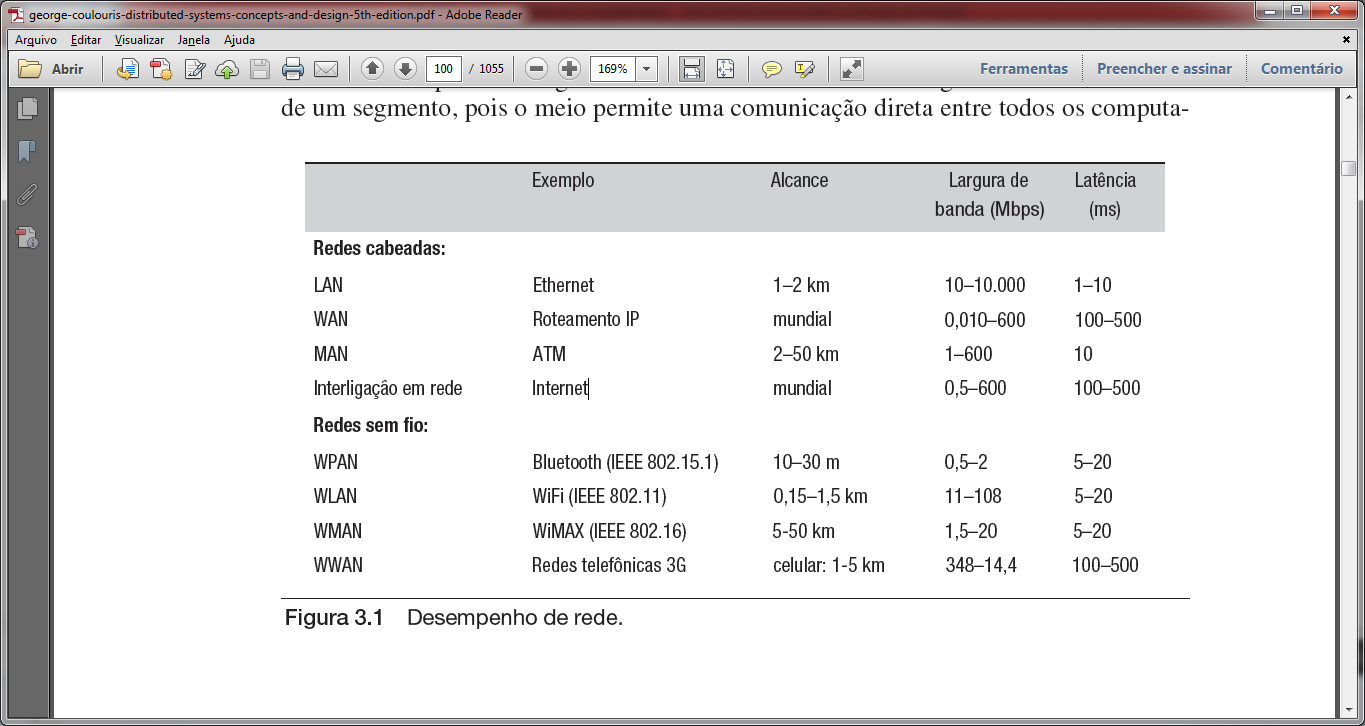 george-coulouris-distributed-systems-concepts-and-design-5th-edition.pdf - Adobe Reader
Arquivo Editar Visualizar Janela Ajuda
Abrir 100 / 1055 169% Ferramentas Preencher e assinar Comentário
de um segmento, pois o meio permite uma comunicação direta entre todos os computa-
Exemplo Alcance Largura de banda (Mbps) Latência (ms)
Redes cabeadas:
LAN Ethernet 1–2 km 10–10.000 1–10
WAN Roteamento IP mundial 0,010–600 100–500
MAN ATM 2–50 km 1–600 10
Interligaçâo em rede Internet mundial 0,5–600 100–500
Redes sem fio:
WPAN Bluetooth (IEEE 802.15.1) 10–30 m 0,5–2 5–20
WLAN WiFi (IEEE 802.11) 0,15–1,5 km 11–108 5–20
WMAN WiMAX (IEEE 802.16) 5-50 km 1,5–20 5–20
WWAN Redes telefônicas 3G celular: 1-5 km 348–14,4 100–500
Figura 3.1 Desempenho de rede.